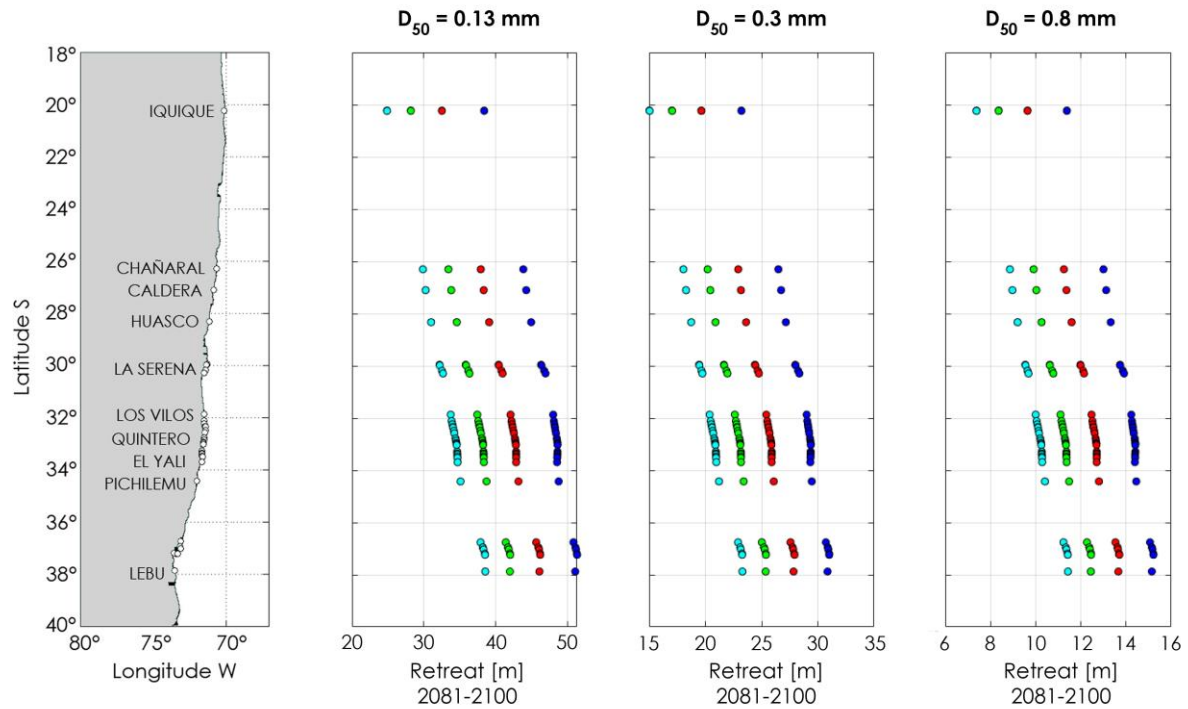 D50 = 0.13 mm
D50 = 0.3 mm
D50 = 0.8 mm
18°
20°
22°
24°
26°
28°
30°
32°
34°
36°
38°
40°
Latitude S
IQUIQUE
CHAÑARAL
CALDERA
HUASCO
LA SERENA
LOS VILOS
QUINTERO
EL YALI
PICHILEMU
LEBU
80° 75° 70°
Longitude W
20 30 40 50
Retreat [m]
2081-2100
15 20 25 30 35
Retreat [m]
2081-2100
6 8 10 12 14 16
Retreat [m]
2081-2100